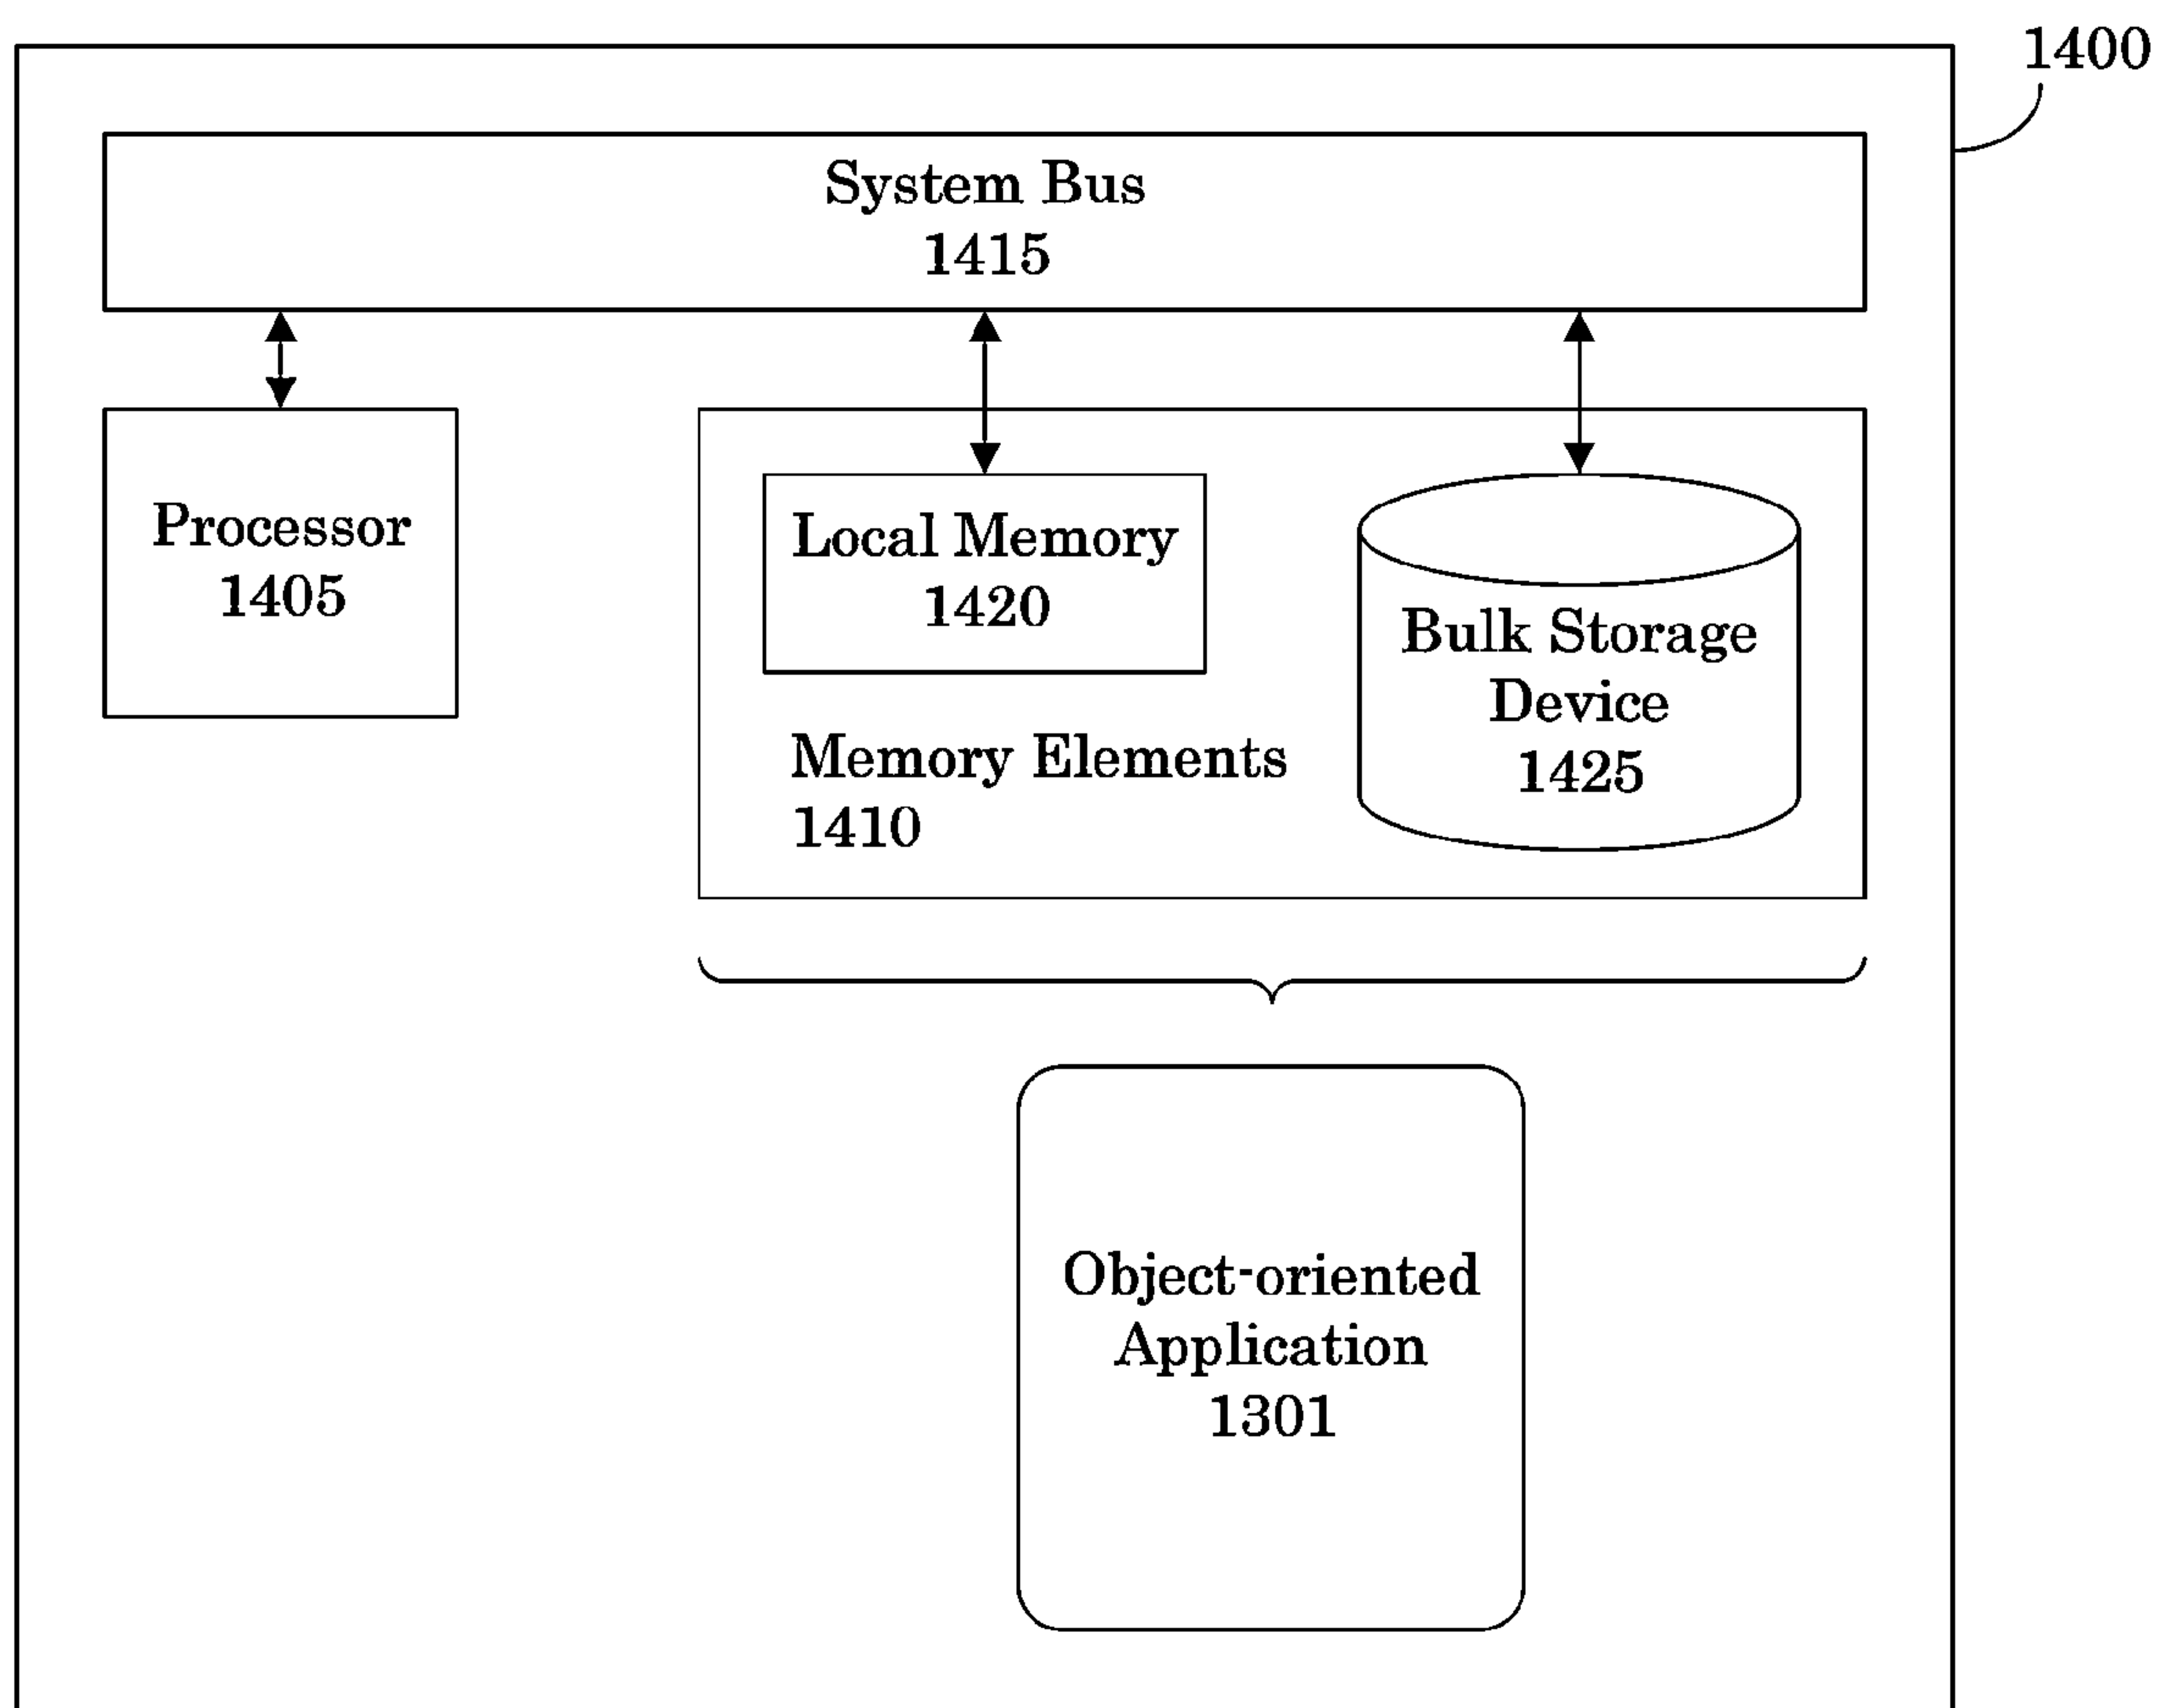 1400
System Bus
1415
Processor
1405
Local Memory
1420
Bulk Storage
Device
1425
Memory Elements
1410
Object-oriented
Application
1301